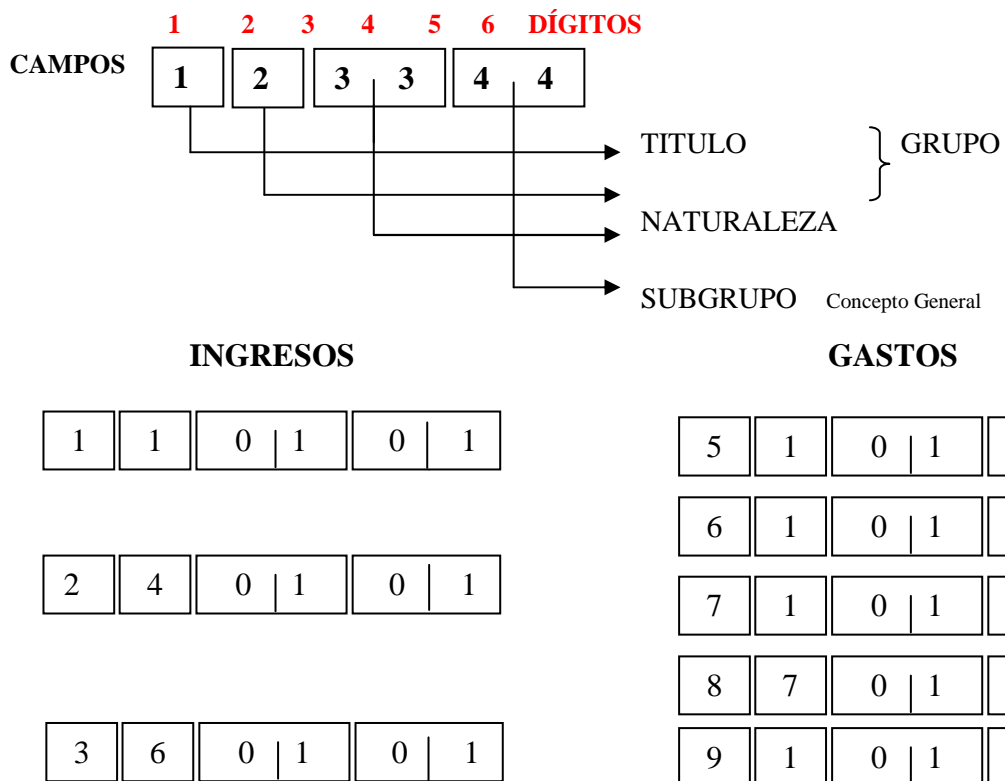 1 2 3 4 5 6 DÍGITOS
CAMPOS 1 2 3 3 4 4
TITULO GRUPO
NATURALEZA
SUBGRUPO Concepto General
INGRESOS GASTOS
1 1 0 1 0 1
5 1 0 1
6 1 0 1
2 4 0 1 0 1
7 1 0 1
8 7 0 1
3 6 0 1 0 1
9 1 0 1